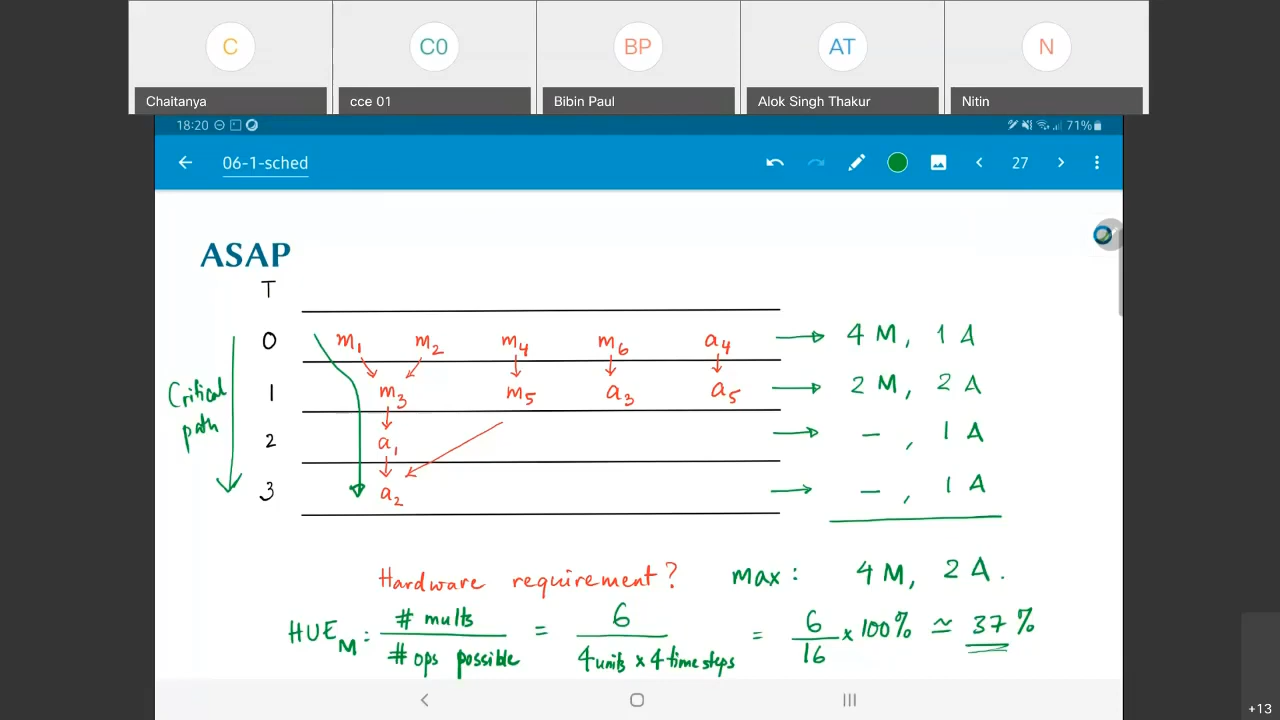 C C0 BP AT N
Chaitanya cce 01 Bibin Paul Alok Singh Thakur Nitin
18:20 71%
06-1-sched 27
ASAP
T
0 m1 m2 m4 m6 a4 → 4 M, 1 A
Critical path
1 m3 m5 a3 a5 → 2 M, 2 A
2 a1 → –, 1 A
3 a2 → –, 1 A
Hardware requirement? max: 4 M, 2 A.
HUE_M: # mults / # ops possible = 6 / 4 units × 4 time steps = 6/16 × 100% ≃ 37%
+13